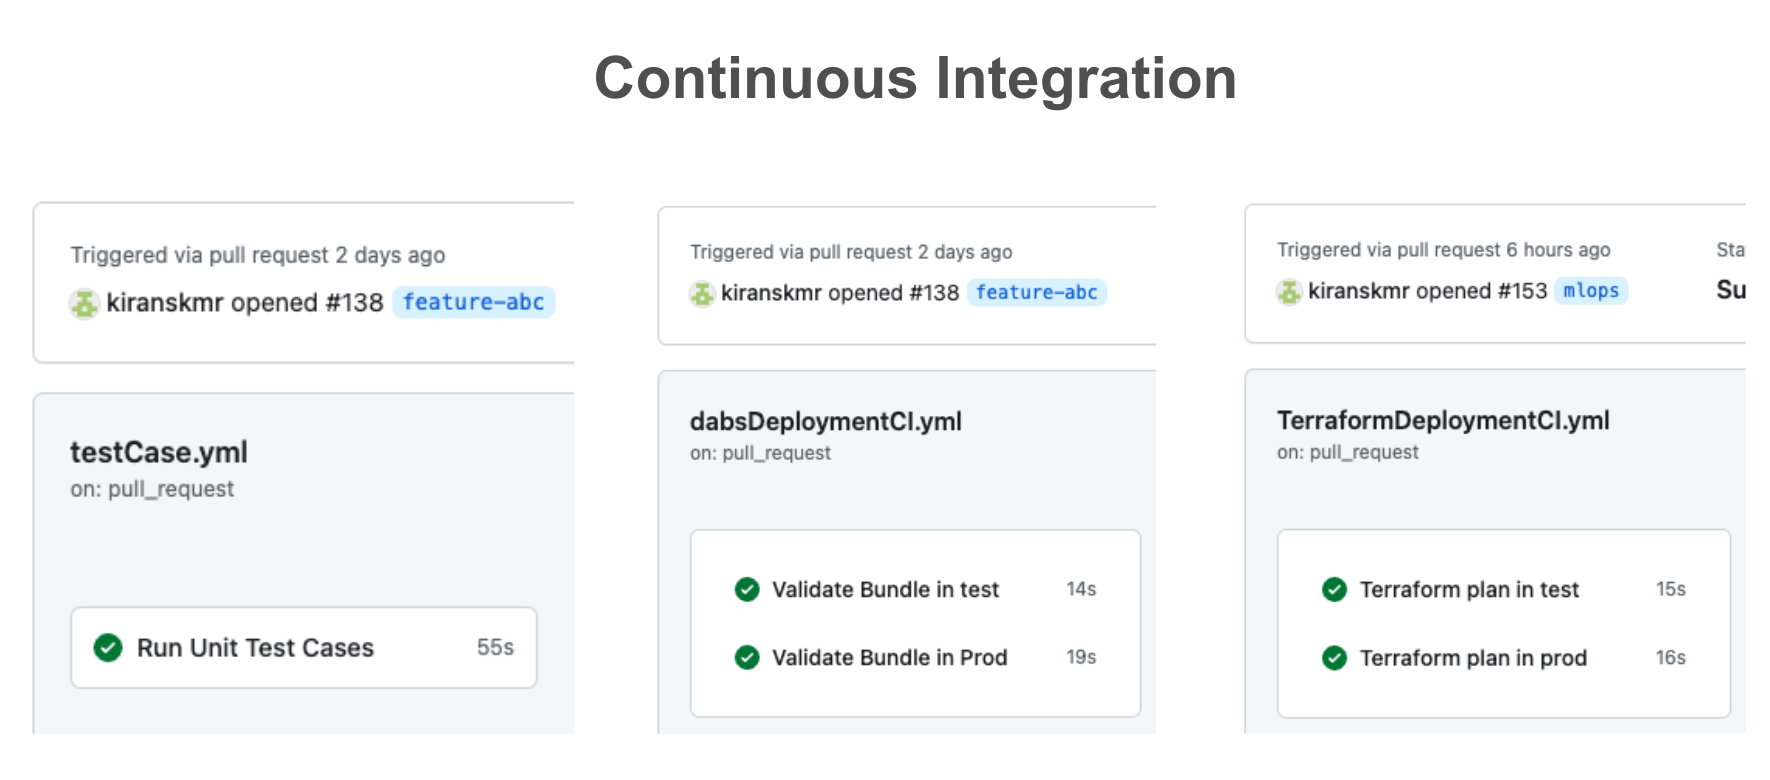 Continuous Integration
Triggered via pull request 2 days ago
kiranskmr opened #138 feature-abc
testCase.yml
on: pull_request
Run Unit Test Cases 55s
Triggered via pull request 2 days ago
kiranskmr opened #138 feature-abc
dabsDeploymentCI.yml
on: pull_request
Validate Bundle in test 14s
Validate Bundle in Prod 19s
Triggered via pull request 6 hours ago Sta
kiranskmr opened #153 mlops Su
TerraformDeploymentCI.yml
on: pull_request
Terraform plan in test 15s
Terraform plan in prod 16s